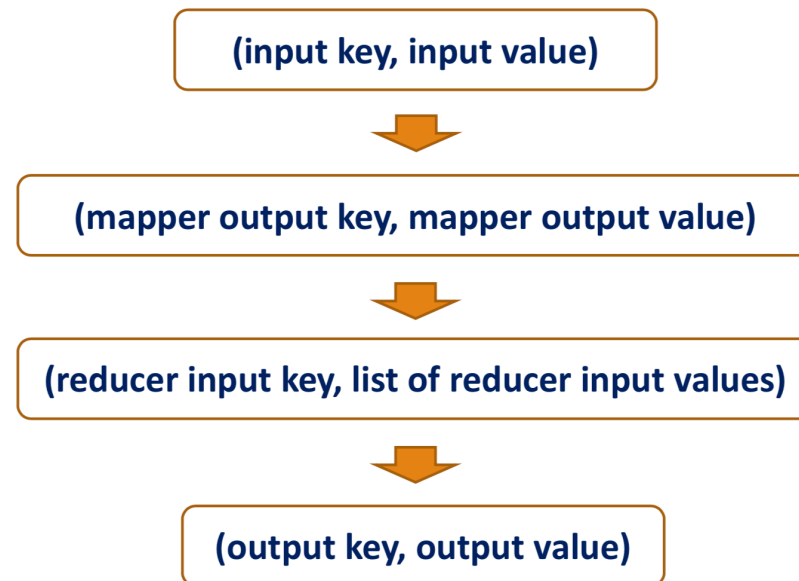 (input key, input value)
(mapper output key, mapper output value)
(reducer input key, list of reducer input values)
(output key, output value)